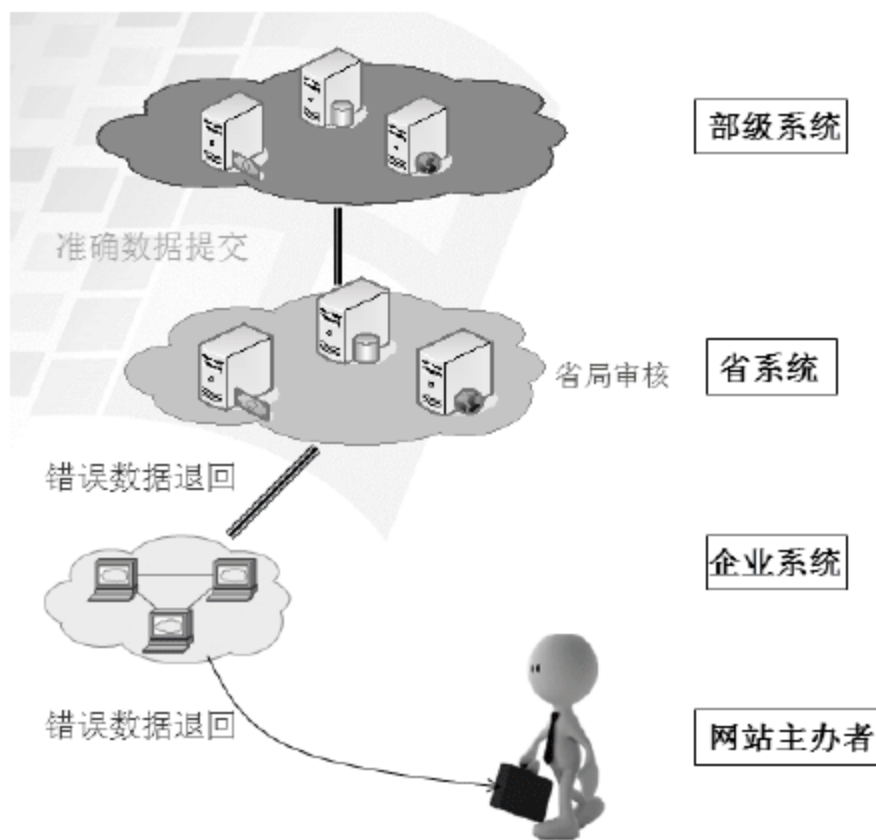 部级系统
准确数据提交
省局审核
省系统
错误数据退回
企业系统
错误数据退回
网站主办者